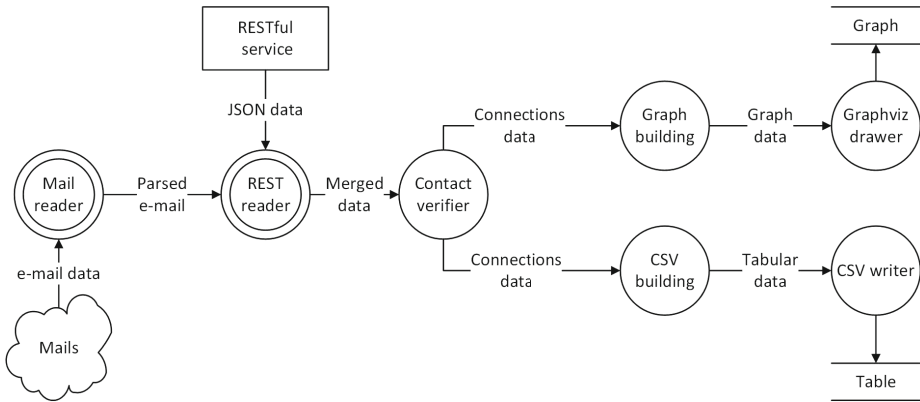 RESTful
service
Graph
JSON data
Connections
data
Graph
building
Graph
data
Graphviz
drawer
Mail
reader
Parsed
e-mail
REST
reader
Merged
data
Contact
verifier
e-mail data
Connections
data
CSV
building
Tabular
data
CSV writer
Mails
Table